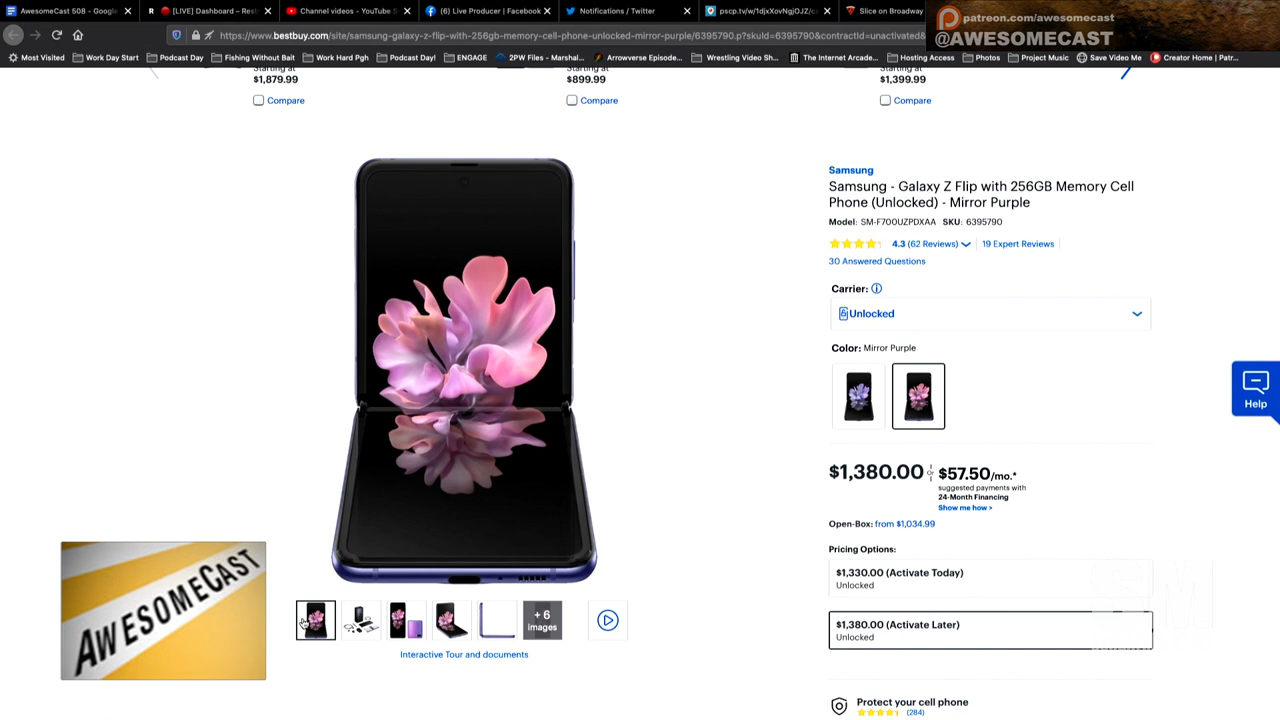 AwesomeCast 508 - Google
[LIVE] Dashboard – Rest
Channel videos - YouTube S
(6) Live Producer | Facebook
Notifications / Twitter
pscp.tv/w/1djxXovNgjOJZ/c
Slice on Broadway
patreon.com/awesomecast
@AWESOMECAST
https://www.bestbuy.com/site/samsung-galaxy-z-flip-with-256gb-memory-cell-phone-unlocked-mirror-purple/6395790.p?skuId=6395790&contractId=unactivated&
Most Visited
Work Day Start
Podcast Day
Fishing Without Bait
Work Hard Pgh
Podcast Day!
ENGAGE
2PW Files - Marshal...
Arrowverse Episode...
Wrestling Video Sh...
The Internet Arcade...
Hosting Access
Photos
Project Music
Save Video Me
Creator Home | Patr...
Starting at
$1,879.99
Compare
Starting at
$899.99
Compare
Starting at
$1,399.99
Compare
Samsung
Samsung - Galaxy Z Flip with 256GB Memory Cell
Phone (Unlocked) - Mirror Purple
Model: SM-F700UZPDXAA SKU: 6395790
4.3 (62 Reviews) 19 Expert Reviews
30 Answered Questions
Carrier:
Unlocked
Color: Mirror Purple
Help
$1,380.00 Or $57.50/mo.*
suggested payments with
24-Month Financing
Show me how >
Open-Box: from $1,034.99
Pricing Options:
$1,330.00 (Activate Today)
Unlocked
$1,380.00 (Activate Later)
Unlocked
AWESOMECAST
+ 6
images
Interactive Tour and documents
Protect your cell phone
(284)